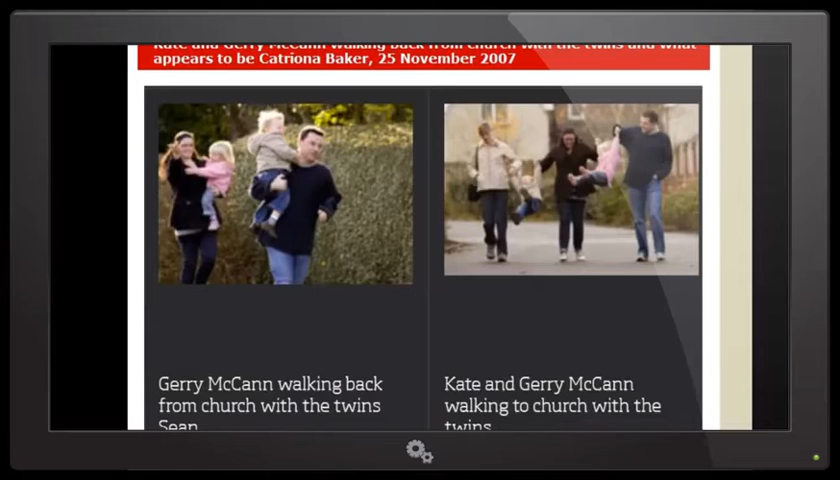 Kate and Gerry McCann walking back from church with the twins and what
appears to be Catriona Baker, 25 November 2007
Gerry McCann walking back
from church with the twins
Sean
Kate and Gerry McCann
walking to church with the
twins